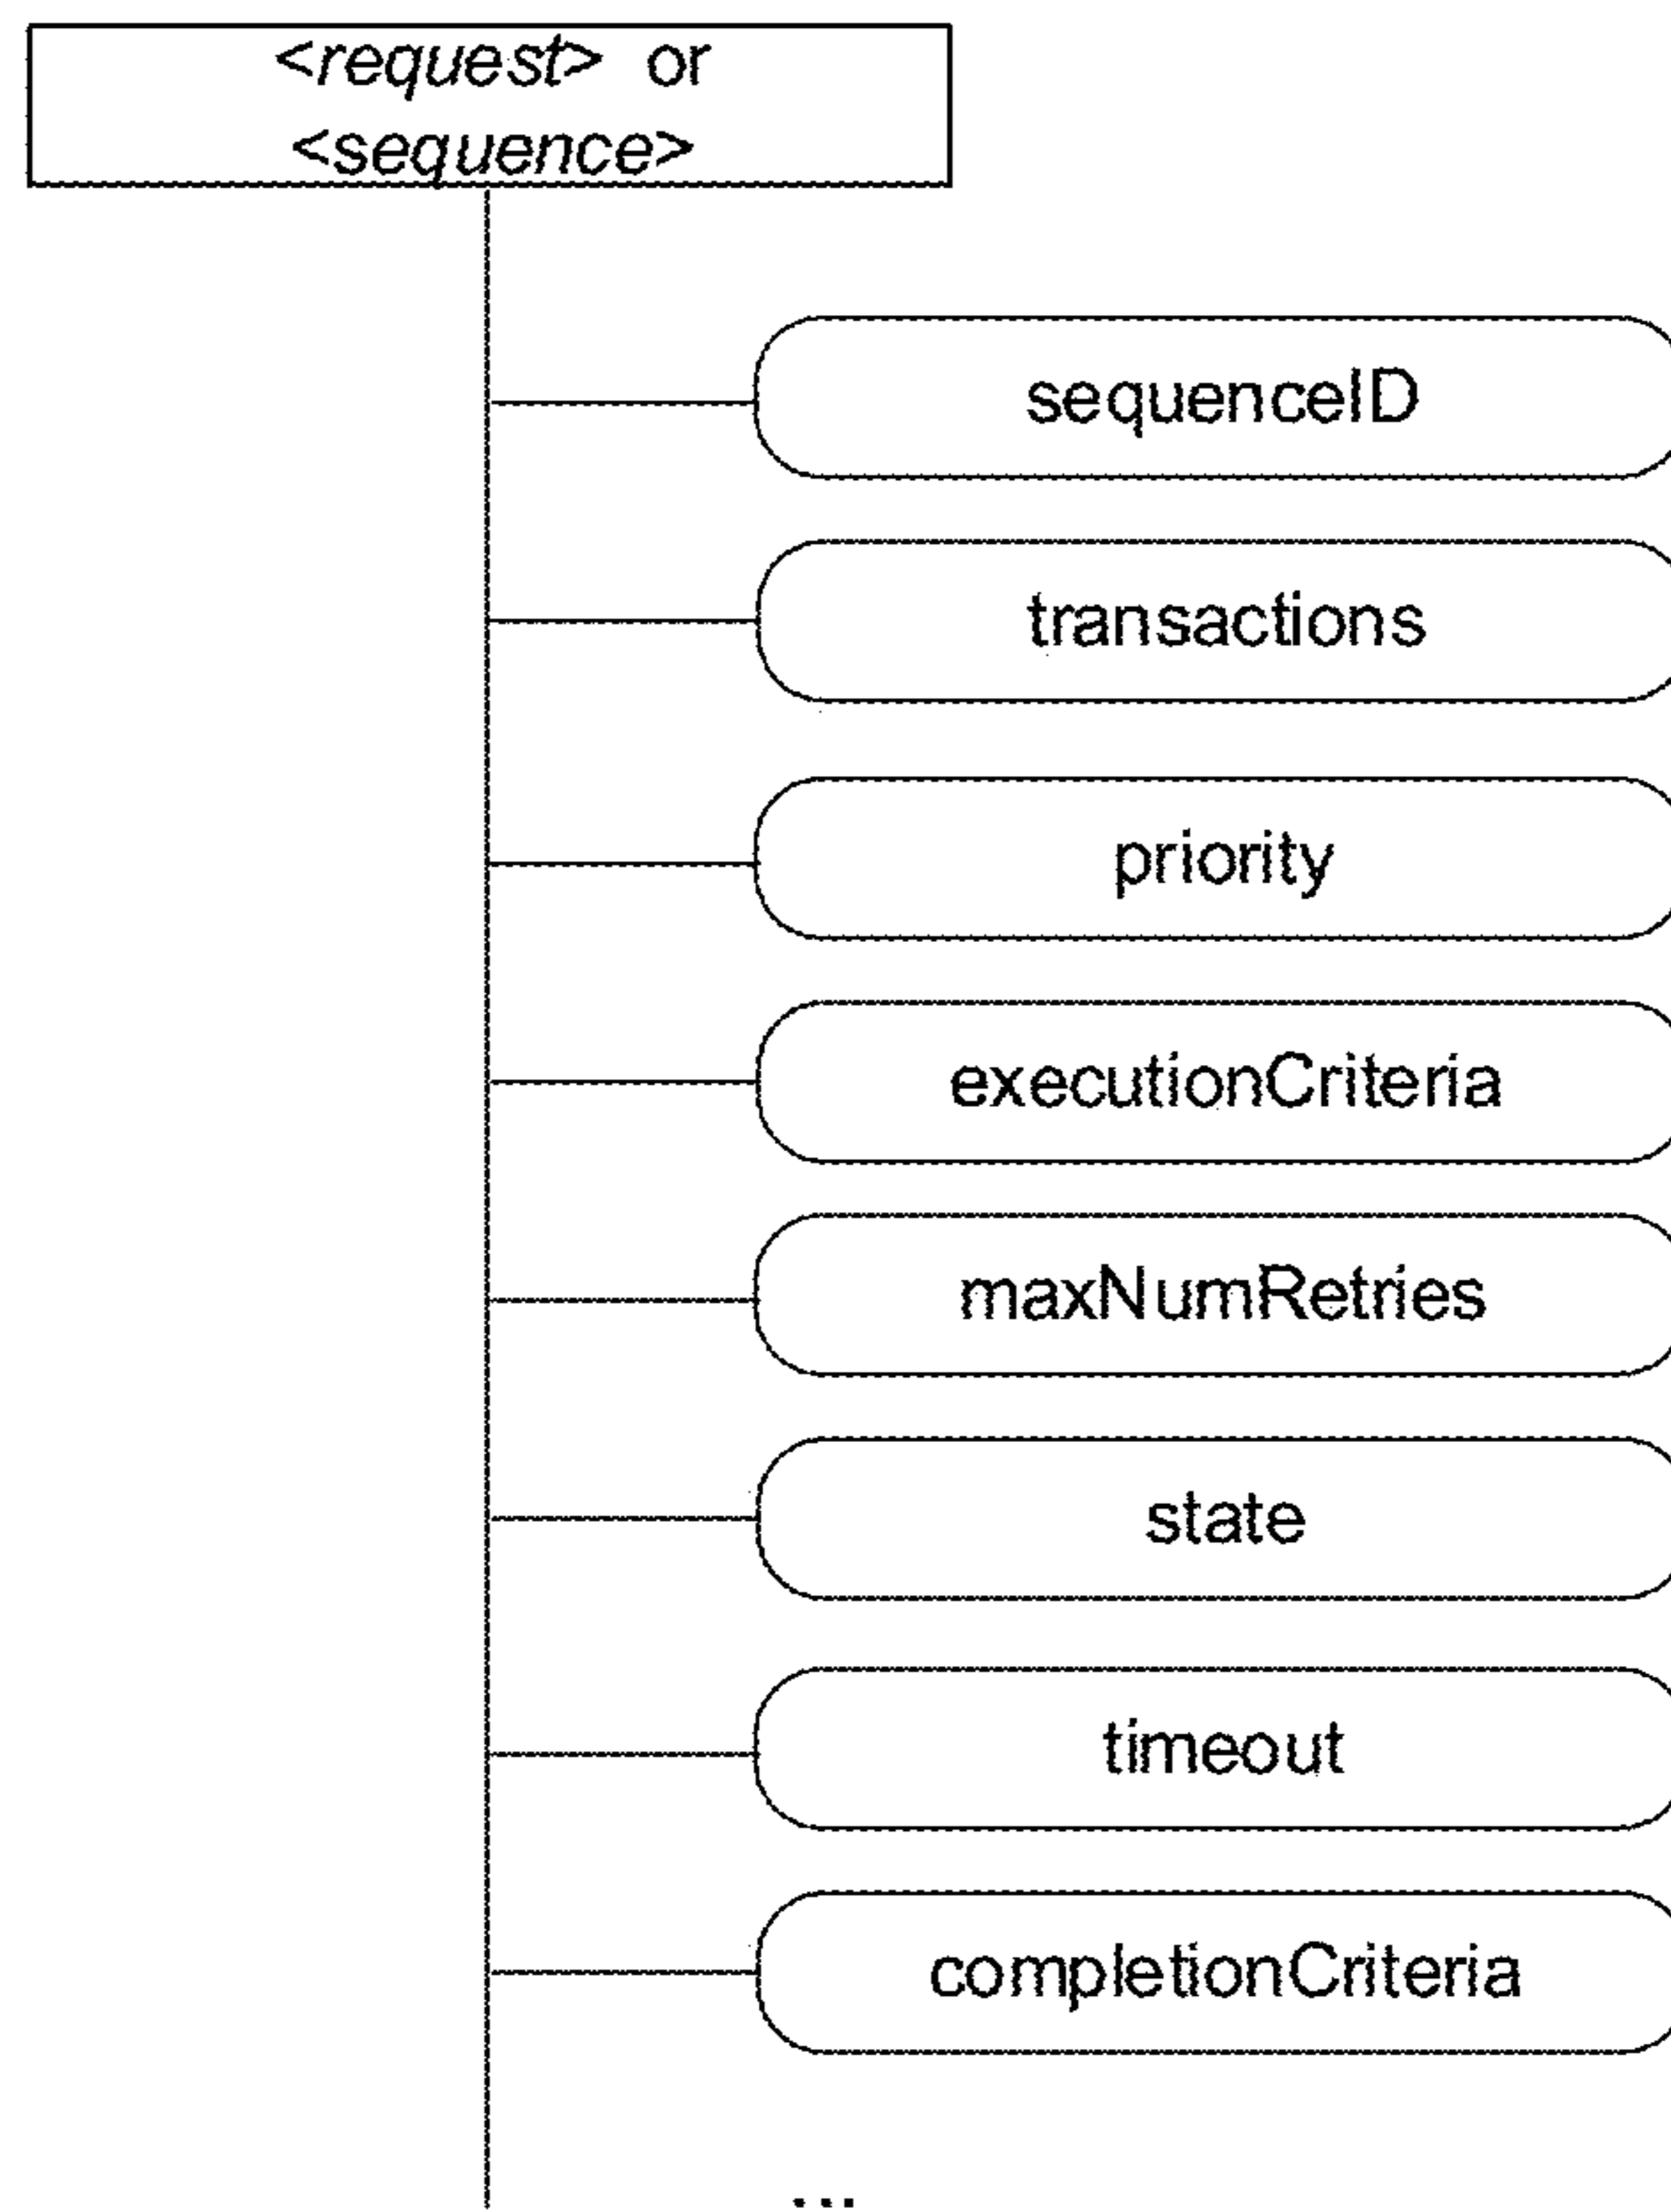 <request> or
<sequence>
sequenceID
transactions
priority
executionCriteria
maxNumRetries
state
timeout
completionCriteria
...